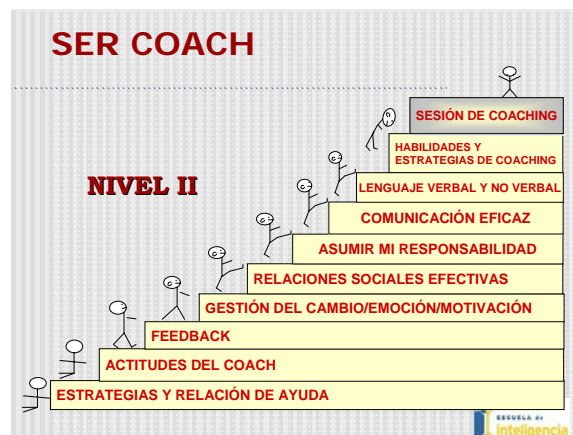 SER COACH
SESIÓN DE COACHING
HABILIDADES Y
ESTRATEGIAS DE COACHING
NIVEL II
LENGUAJE VERBAL Y NO VERBAL
COMUNICACIÓN EFICAZ
ASUMIR MI RESPONSABILIDAD
RELACIONES SOCIALES EFECTIVAS
GESTIÓN DEL CAMBIO/EMOCIÓN/MOTIVACIÓN
FEEDBACK
ACTITUDES DEL COACH
ESTRATEGIAS Y RELACIÓN DE AYUDA
ESCUELA de
inteligencia